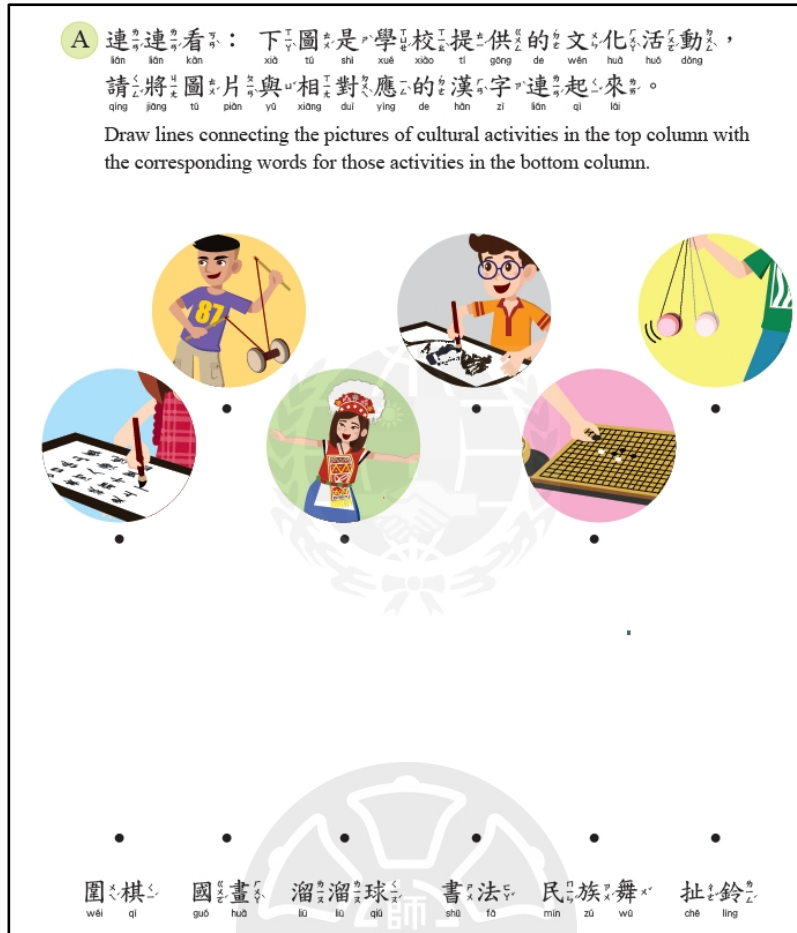 A 連連看：下圖是學校提供的文化活動，
lián lián kàn xià tú shì xué xiào tí gōng de wén huà huó dòng
請將圖片與相對應的漢字連起來。
qǐng jiāng tú piàn yǔ xiāng duì yìng de hàn zì lián qǐ lái
Draw lines connecting the pictures of cultural activities in the top column with
the corresponding words for those activities in the bottom column.
87
圍棋 國畫 溜溜球 書法 民族舞 扯鈴
wéi qí guó huà liū liū qiú shū fǎ mín zú wǔ chě líng
師